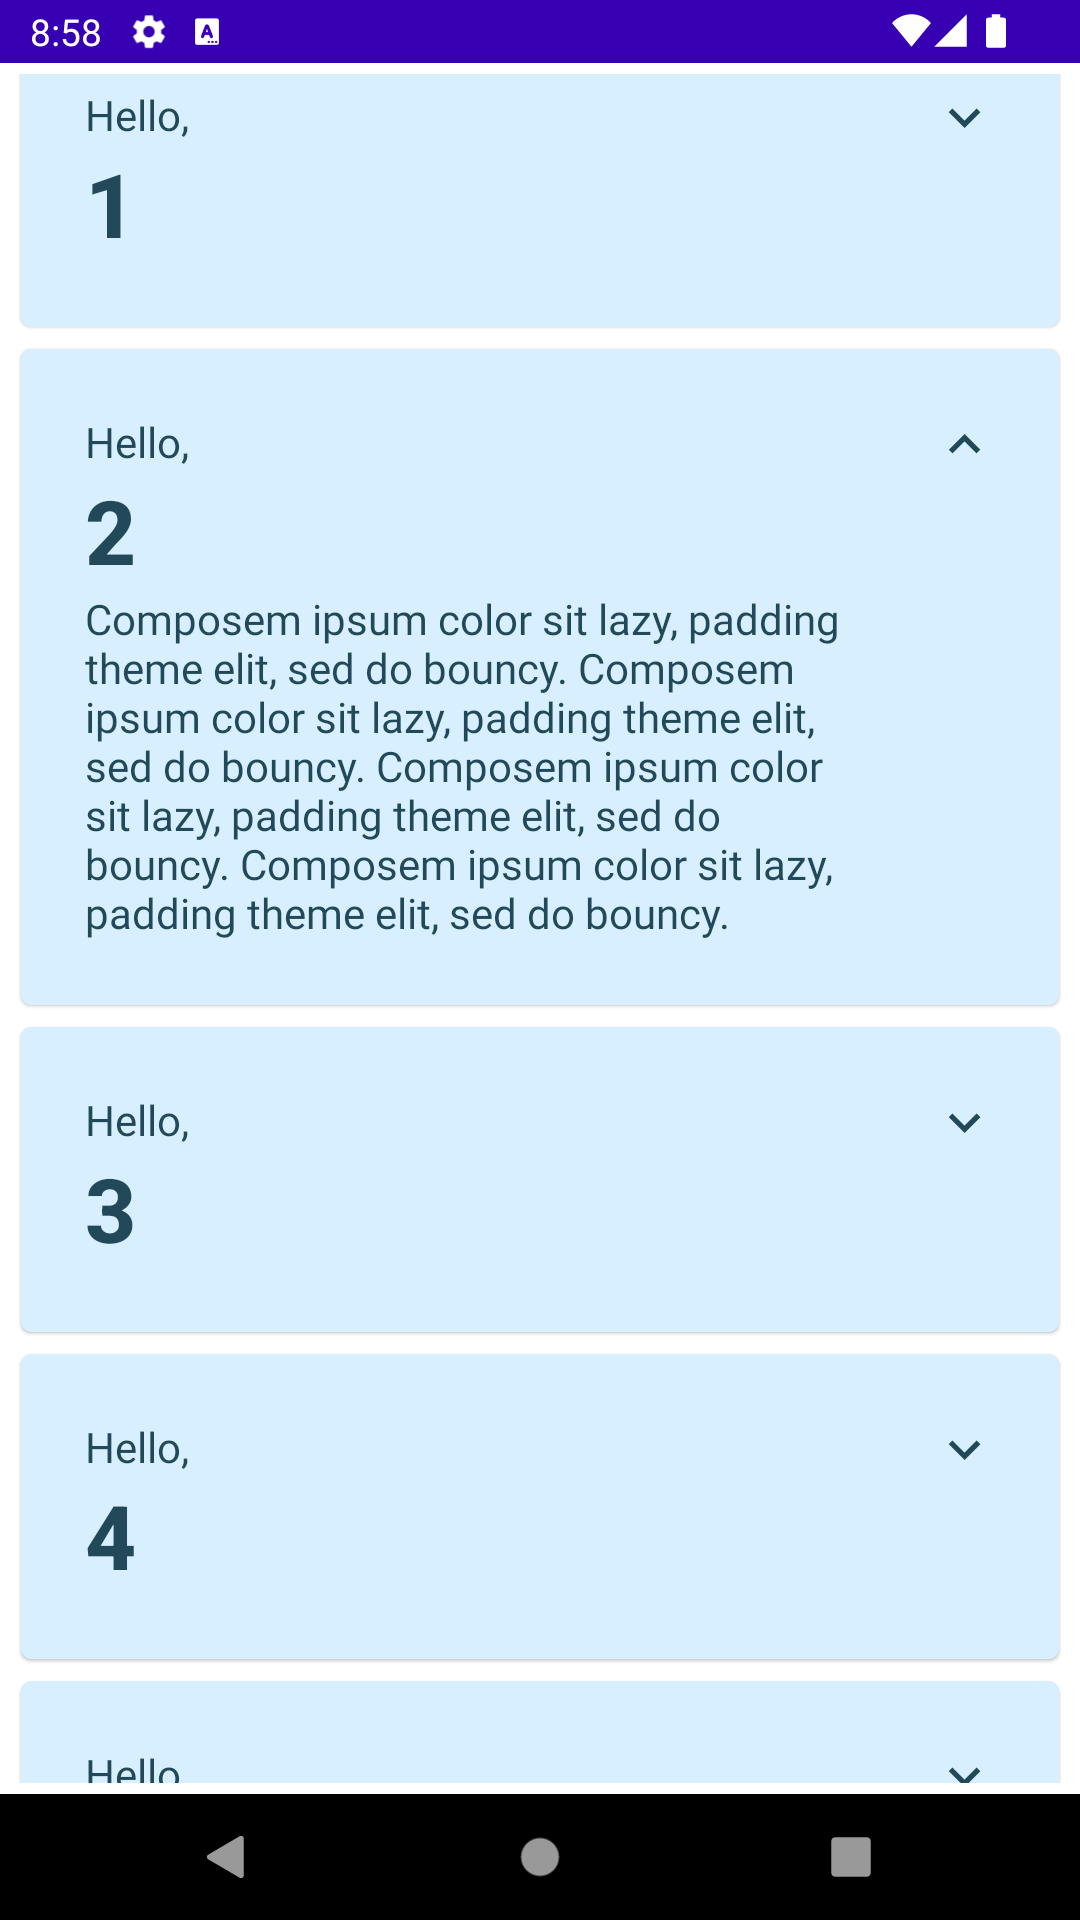 8:58
Hello,
1
Hello,
2
Composem ipsum color sit lazy, padding
theme elit, sed do bouncy. Composem
ipsum color sit lazy, padding theme elit,
sed do bouncy. Composem ipsum color
sit lazy, padding theme elit, sed do
bouncy. Composem ipsum color sit lazy,
padding theme elit, sed do bouncy.
Hello,
3
Hello,
4
Hello